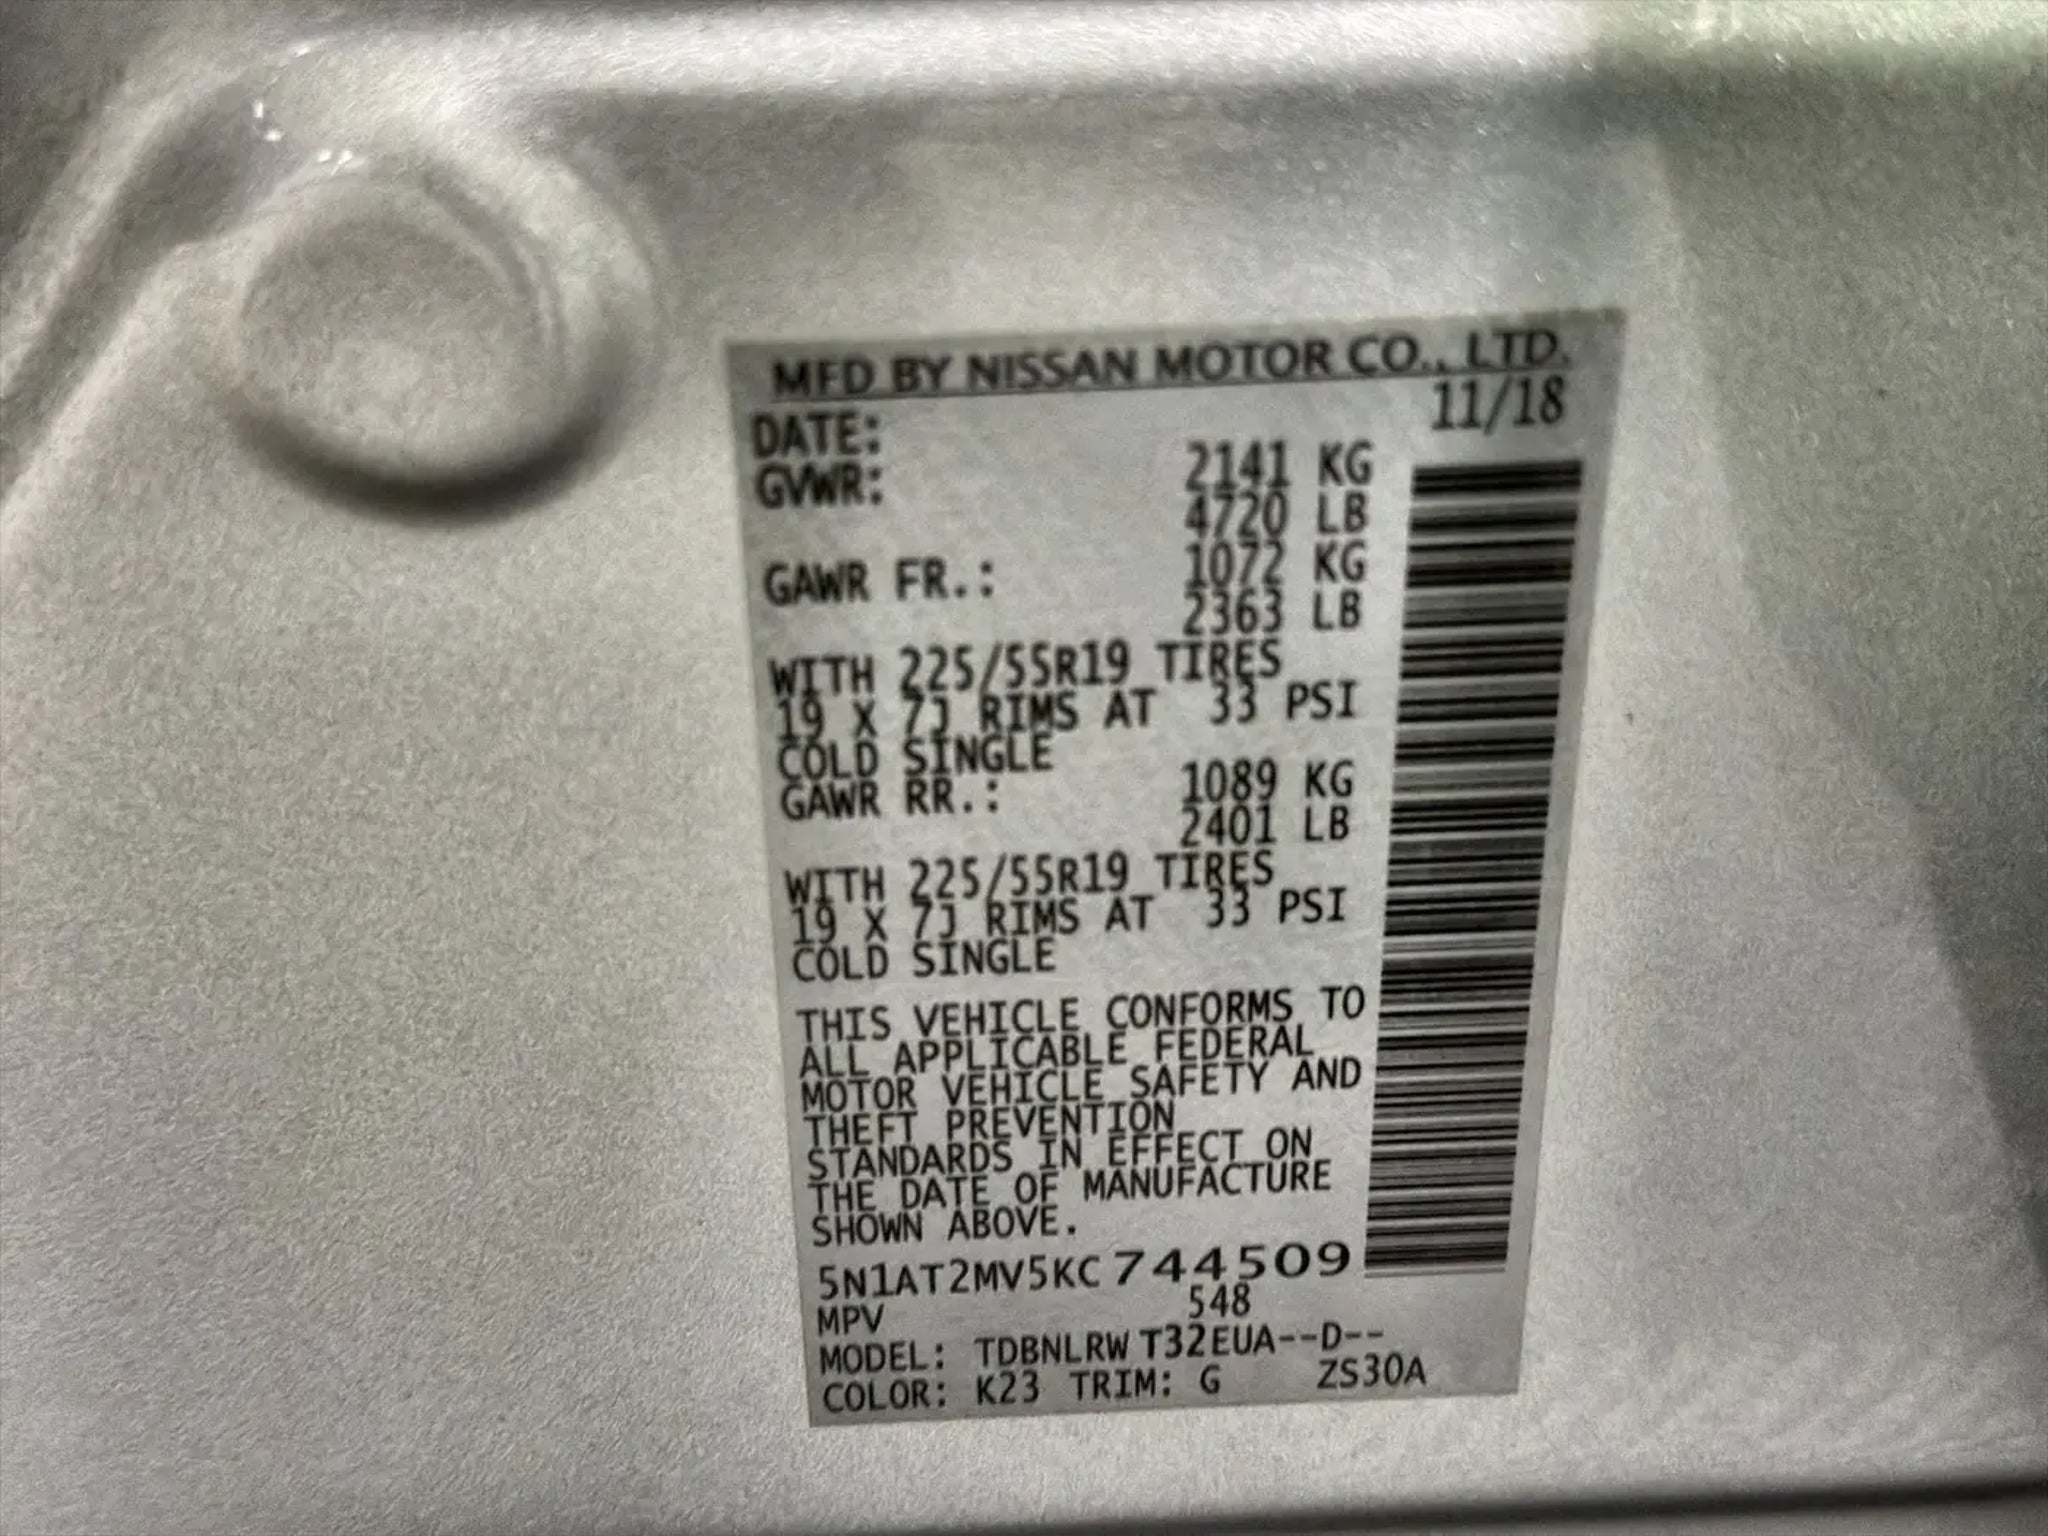 MFD BY NISSAN MOTOR CO., LTD.
DATE: 11/18
GVWR: 2141 KG
4720 LB
GAWR FR.: 1072 KG
2363 LB
WITH 225/55R19 TIRES
19 X 7J RIMS AT 33 PSI
COLD SINGLE
GAWR RR.: 1089 KG
2401 LB
WITH 225/55R19 TIRES
19 X 7J RIMS AT 33 PSI
COLD SINGLE
THIS VEHICLE CONFORMS TO
ALL APPLICABLE FEDERAL
MOTOR VEHICLE SAFETY AND
THEFT PREVENTION
STANDARDS IN EFFECT ON
THE DATE OF MANUFACTURE
SHOWN ABOVE.
5N1AT2MV5KC744509
MPV 548
MODEL: TDBNLRW T32EUA--D--
COLOR: K23 TRIM: G ZS30A